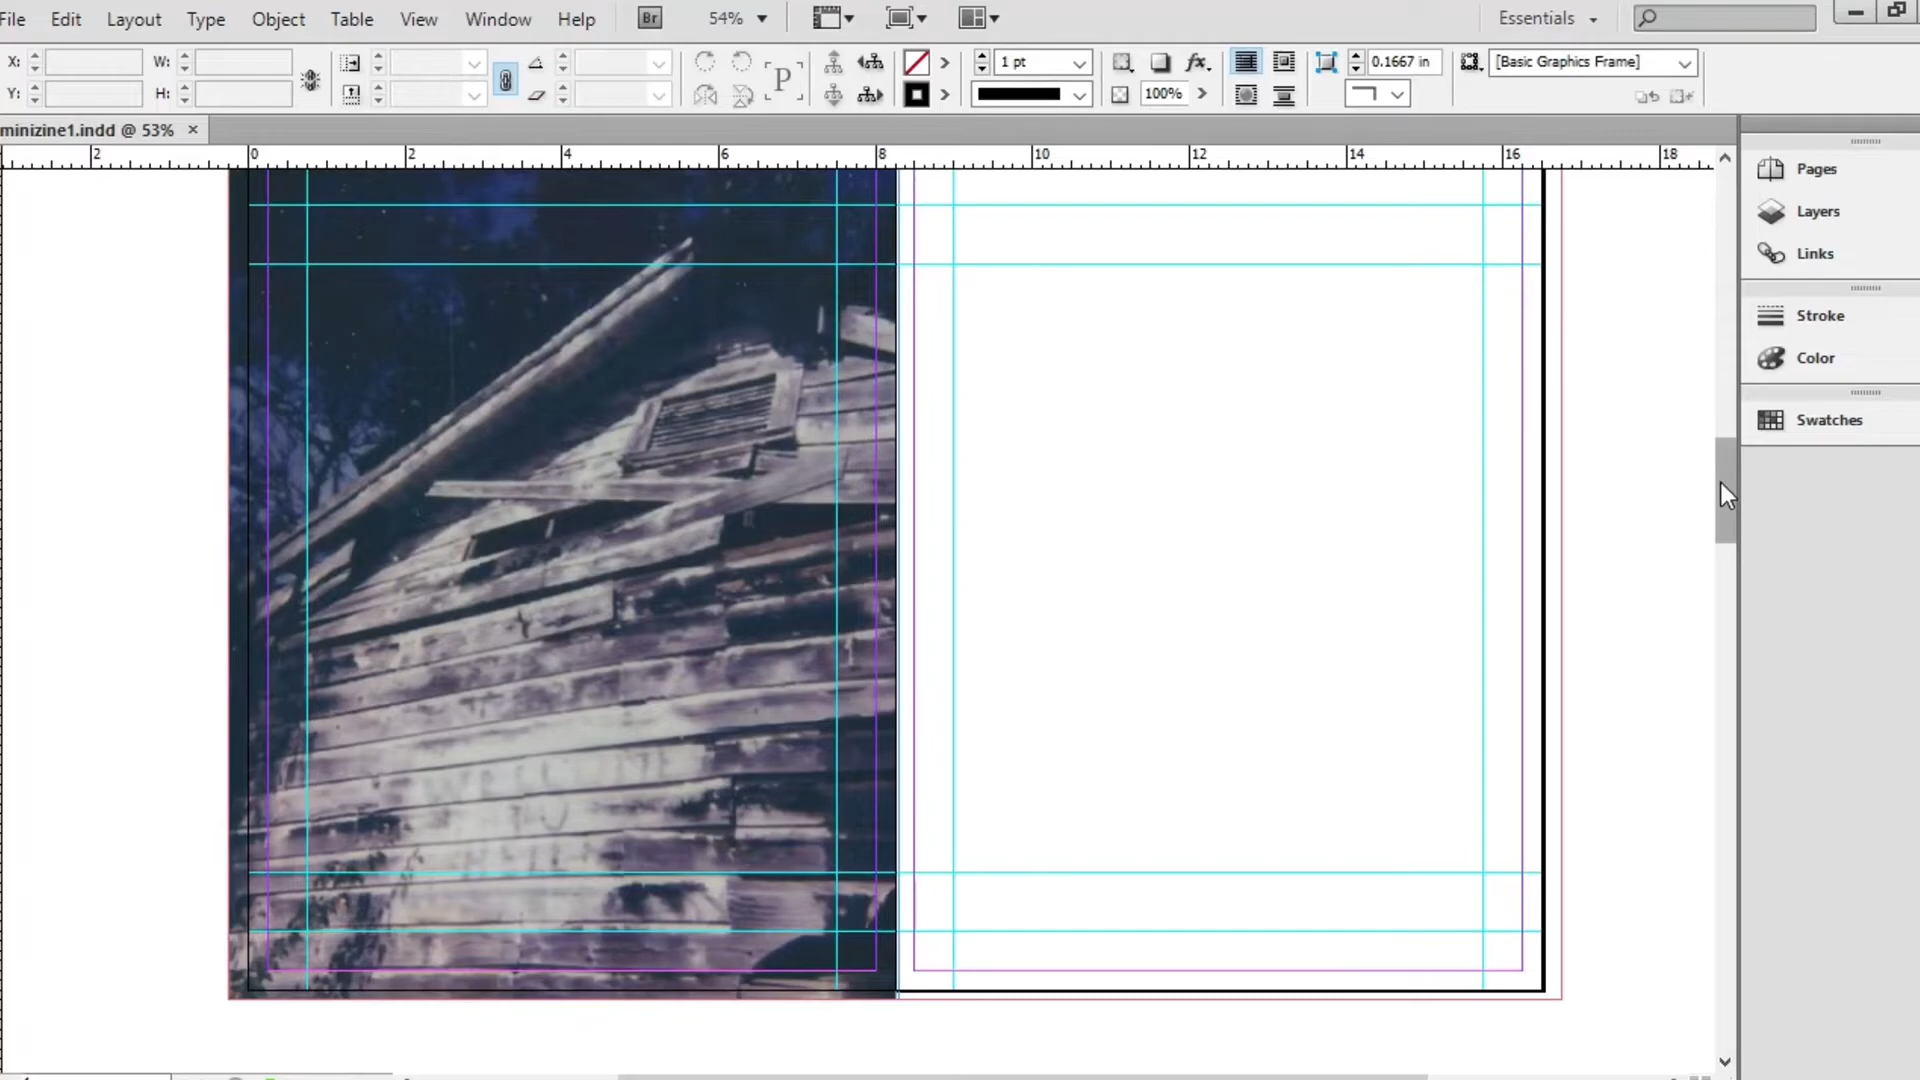 File Edit Layout Type Object Table View Window Help Br 54% Essentials
X: W: 1 pt 0.1667 in [Basic Graphics Frame]
Y: H: P fx. 100%
minizine1.indd @ 53% ×
2 0 2 4 6 8 10 12 14 16 18
Pages
Layers
Links
Stroke
Color
Swatches